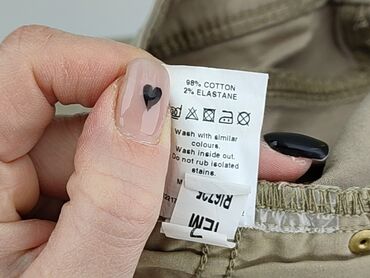 98% COTTON
2% ELASTANE
Wash with similar
colours.
Wash inside out.
Do not rub isolated
stains.